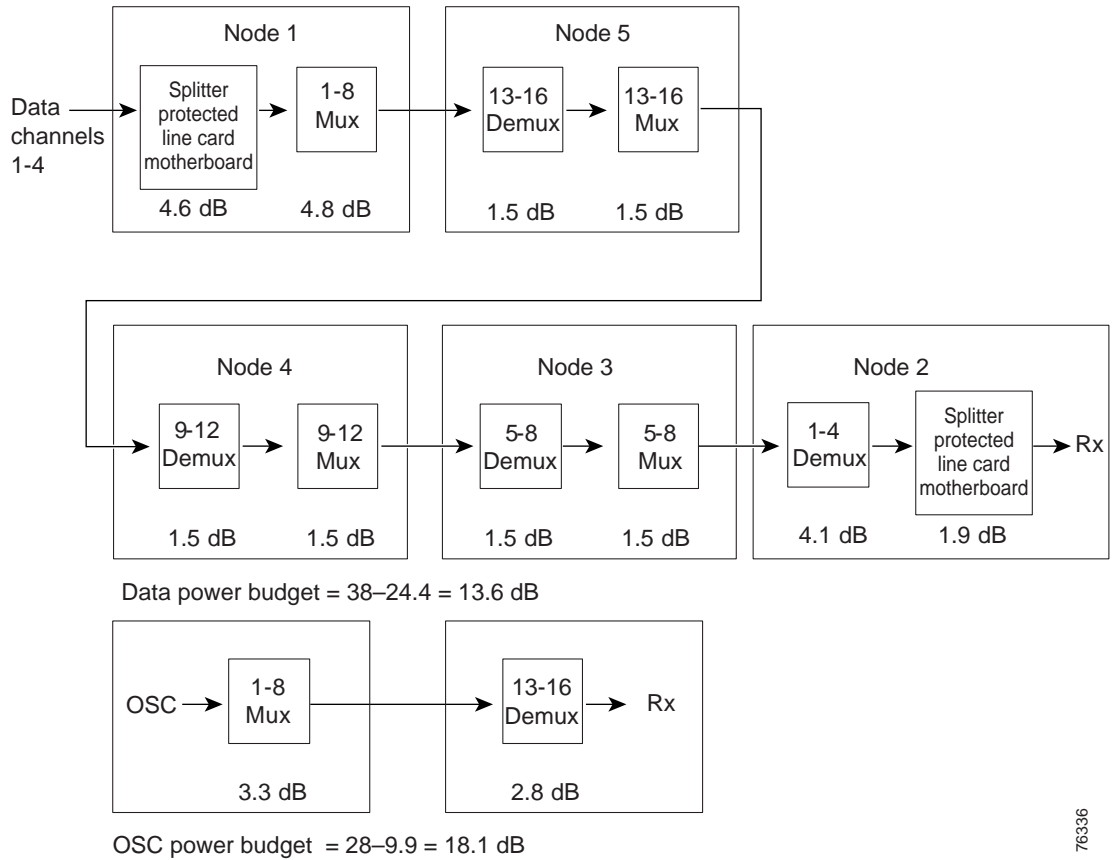 Node 1
Node 5
Data
channels
1-4
Splitter
protected
line card
motherboard
1-8
Mux
13-16
Demux
13-16
Mux
4.6 dB
4.8 dB
1.5 dB
1.5 dB
Node 4
Node 3
Node 2
9-12
Demux
9-12
Mux
5-8
Demux
5-8
Mux
1-4
Demux
Splitter
protected
line card
motherboard
Rx
1.5 dB
1.5 dB
1.5 dB
1.5 dB
4.1 dB
1.9 dB
Data power budget = 38–24.4 = 13.6 dB
OSC
1-8
Mux
13-16
Demux
Rx
3.3 dB
2.8 dB
OSC power budget = 28–9.9 = 18.1 dB
76336